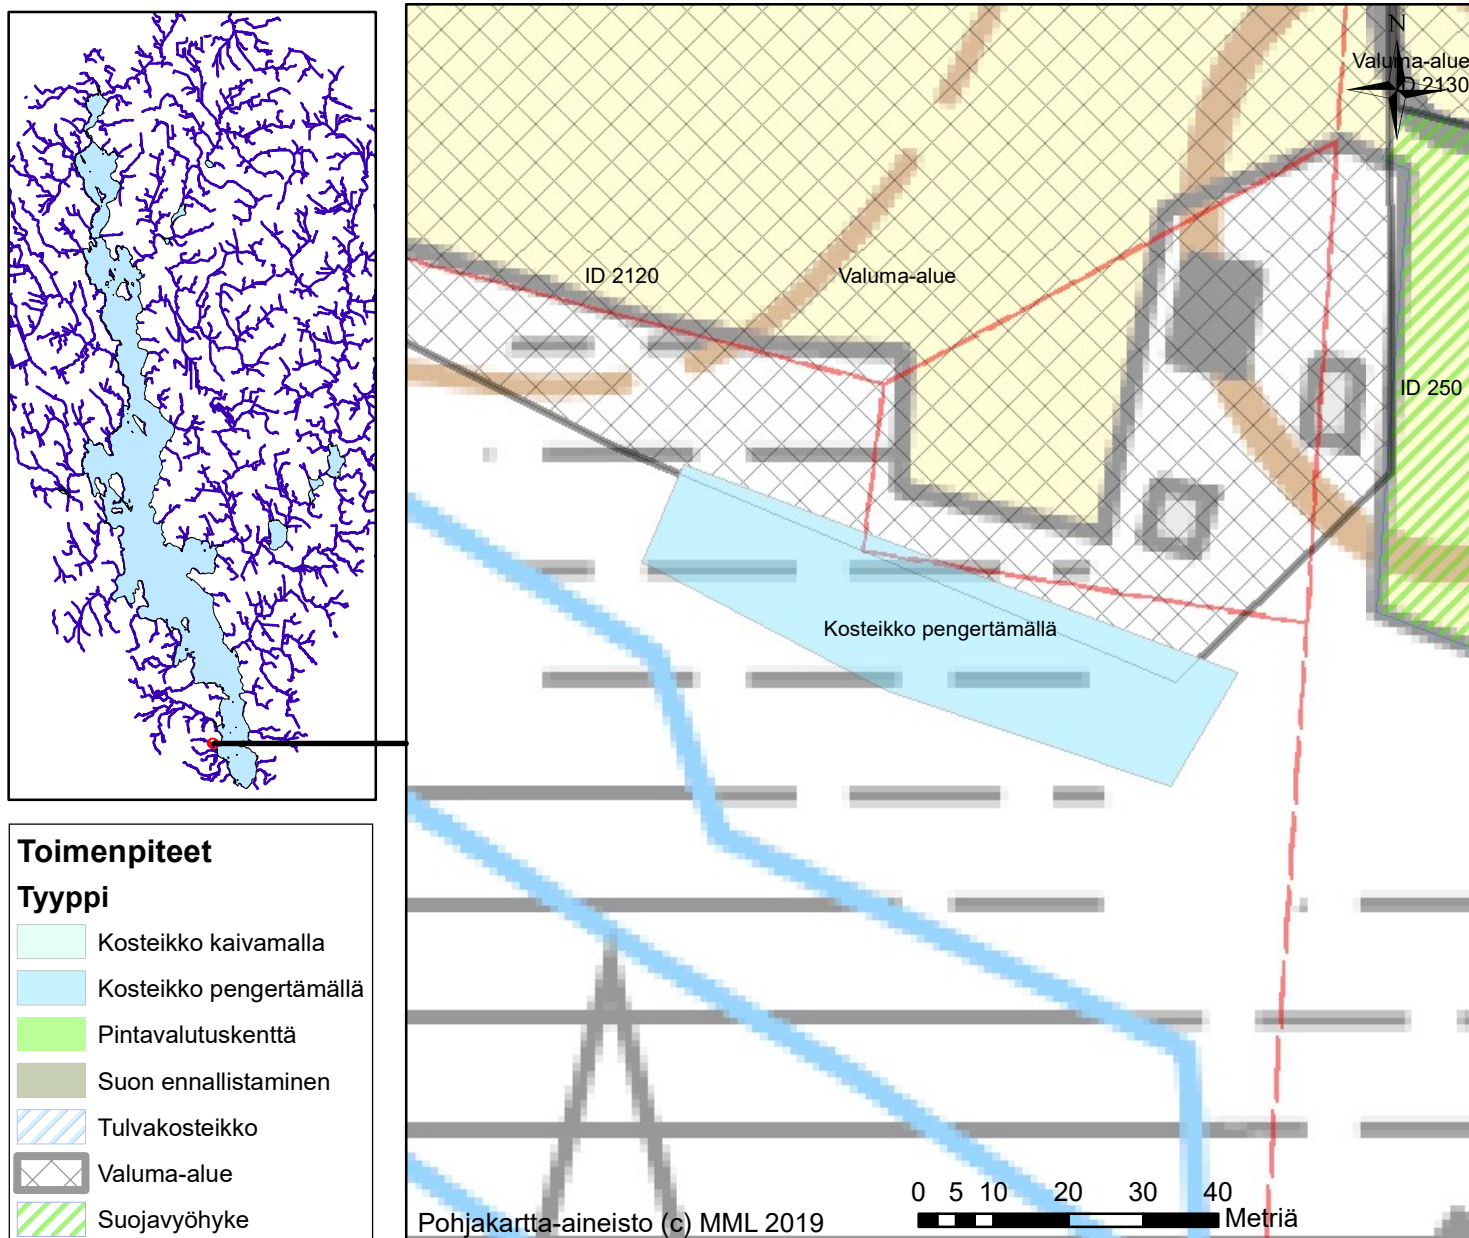 N
Valuma-alue
ID 2130
ID 2120
Valuma-alue
ID 250
Kosteikko pengertämällä
Toimenpiteet
Tyyppi
Kosteikko kaivamalla
Kosteikko pengertämällä
Pintavalutuskenttä
Suon ennallistaminen
Tulvakosteikko
Valuma-alue
Suojavyöhyke
0 5 10 20 30 40
Metriä
Pohjakartta-aineisto (c) MML 2019